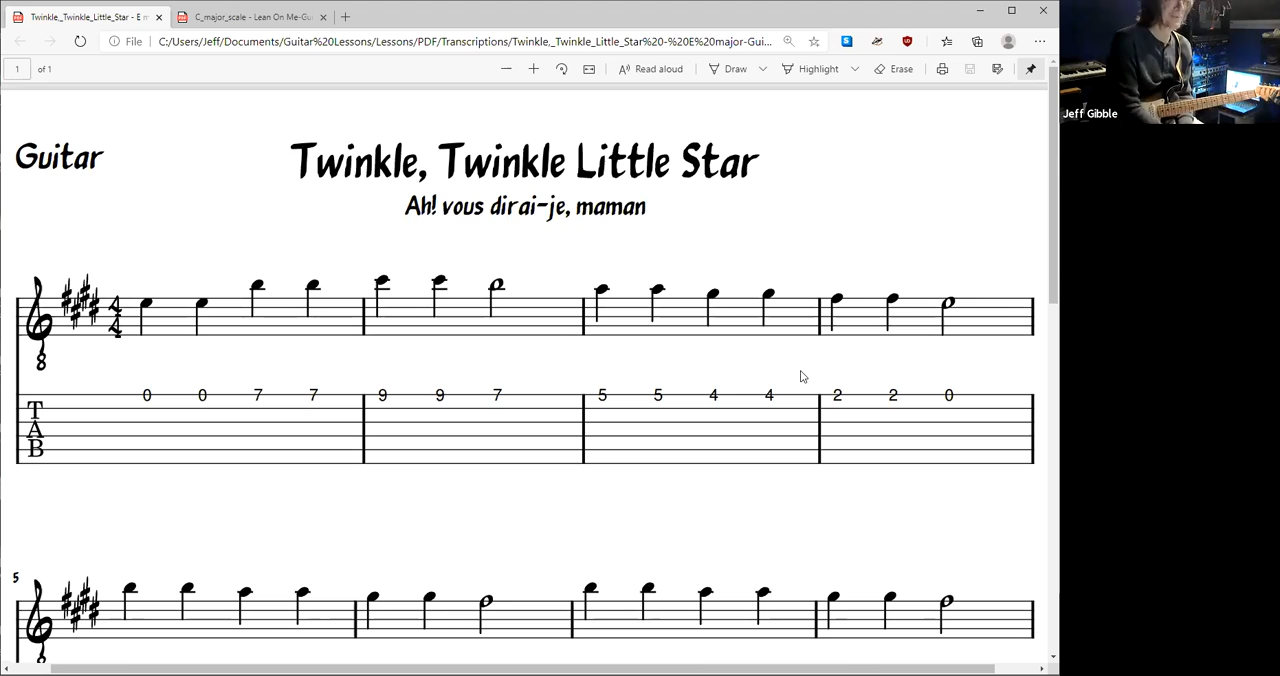 Twinkle,_Twinkle_Little_Star - E m
C_major_scale - Lean On Me-Gu
File
C:/Users/Jeff/Documents/Guitar%20Lessons/Lessons/PDF/Transcriptions/Twinkle,_Twinkle_Little_Star%20-%20E%20major-Gui...
1 of 1
Read aloud
Draw
Highlight
Erase
Jeff Gibble
Guitar
Twinkle, Twinkle Little Star
Ah! vous dirai-je, maman
4
4
8
0 0 7 7 9 9 7 5 5 4 4 2 2 0
T
A
B
5